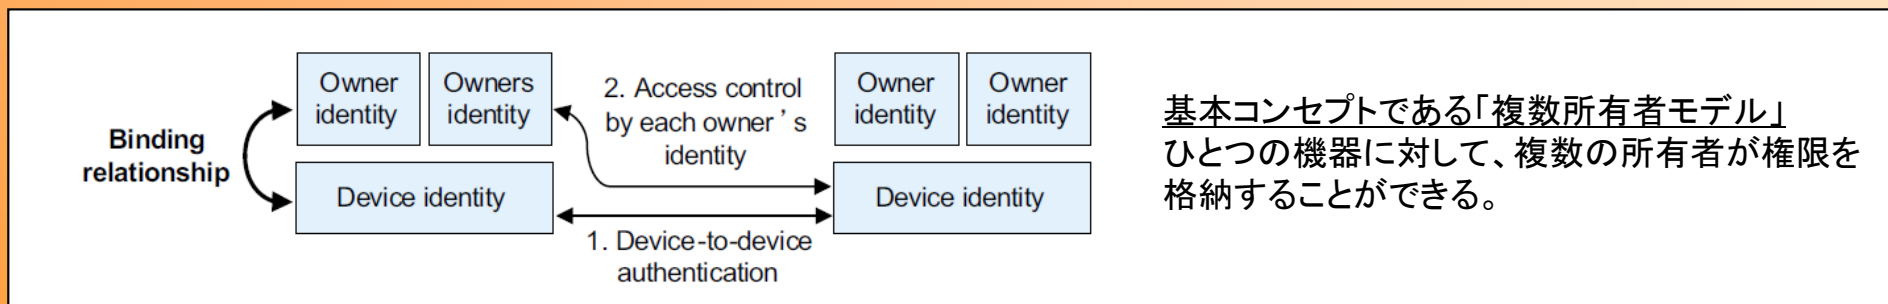 Binding
relationship
Owner
identity
Owners
identity
Device identity
2. Access control
by each owner’s
identity
1. Device-to-device
authentication
Owner
identity
Owner
identity
Device identity
基本コンセプトである「複数所有者モデル」
ひとつの機器に対して、複数の所有者が権限を
格納することができる。